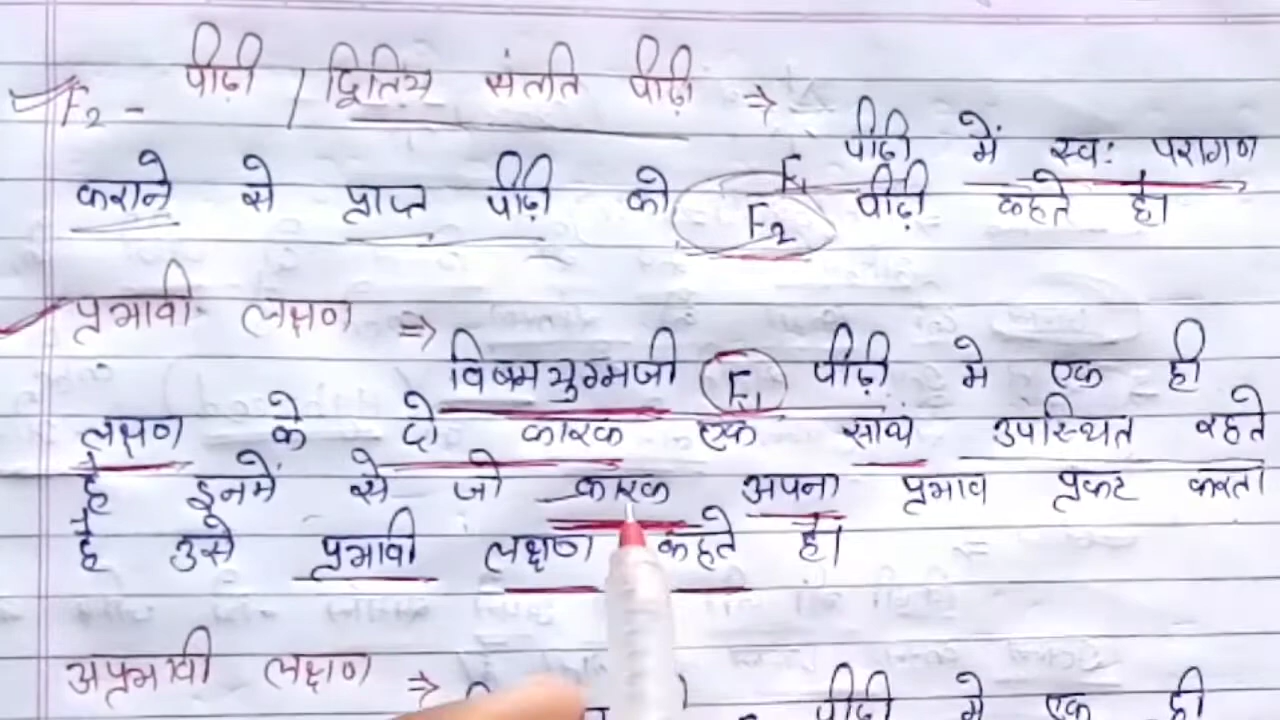 F₂ - पीढ़ी / द्वितिय संतति पीढ़ी ⇒
F₁ पीढ़ी में स्वः परागण
कराने से प्राप्त पीढ़ी को F₂ पीढ़ी कहते है।
प्रभावी लक्षण ⇒
विषमयुग्मजी F₁ पीढ़ी मे एक ही
लक्षण के दो कारक एक साथ उपस्थित रहते
है इनमें से जो कारक अपना प्रभाव प्रकट करता
है उसे प्रभावी लक्षण कहते है।
अप्रभावी लक्षण ⇒
पीढ़ी मे एक ही